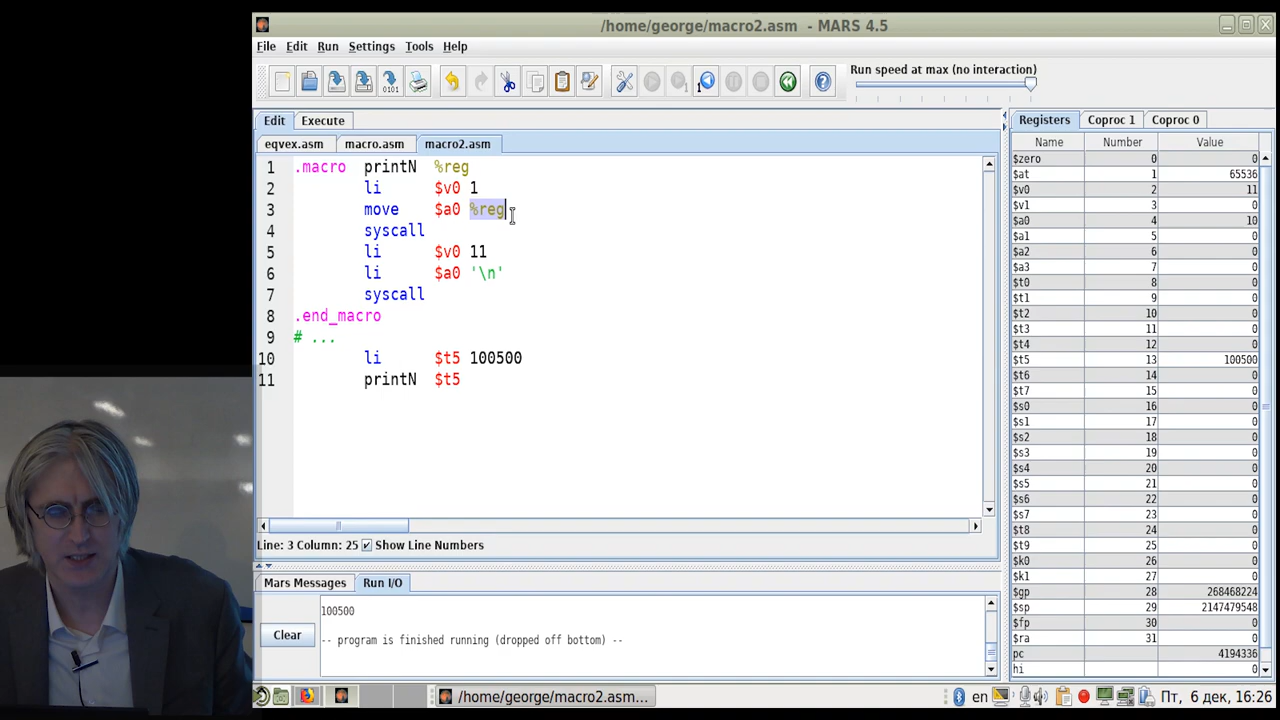 /home/george/macro2.asm - MARS 4.5
File Edit Run Settings Tools Help
Run speed at max (no interaction)
Edit Execute
eqvex.asm macro.asm macro2.asm
1 .macro printN %reg
2 li $v0 1
3 move $a0 %reg
4 syscall
5 li $v0 11
6 li $a0 '\n'
7 syscall
8 .end_macro
9 # ...
10 li $t5 100500
11 printN $t5
Line: 3 Column: 25 Show Line Numbers
Mars Messages Run I/O
100500
-- program is finished running (dropped off bottom) --
Clear
Registers Coproc 1 Coproc 0
Name Number Value
$zero 0 0
$at 1 65536
$v0 2 11
$v1 3 0
$a0 4 10
$a1 5 0
$a2 6 0
$a3 7 0
$t0 8 0
$t1 9 0
$t2 10 0
$t3 11 0
$t4 12 0
$t5 13 100500
$t6 14 0
$t7 15 0
$s0 16 0
$s1 17 0
$s2 18 0
$s3 19 0
$s4 20 0
$s5 21 0
$s6 22 0
$s7 23 0
$t8 24 0
$t9 25 0
$k0 26 0
$k1 27 0
$gp 28 268468224
$sp 29 2147479548
$fp 30 0
$ra 31 0
pc 4194336
hi 0
/home/george/macro2.asm... en Пт, 6 дек, 16:26